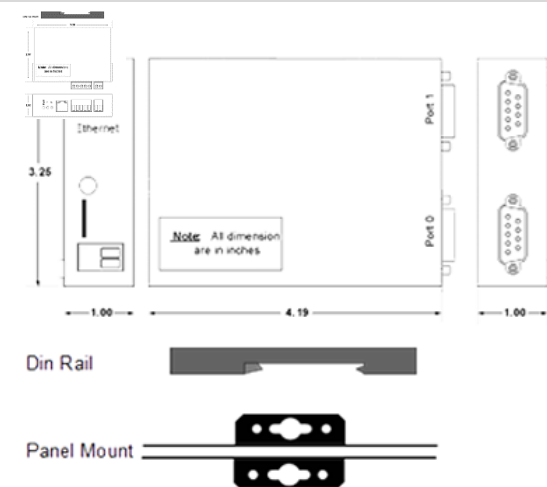 Ethernet
3.25
Port 1
Port 0
Note: All dimension
are in inches
1.00
4.19
1.00
Din Rail
Panel Mount